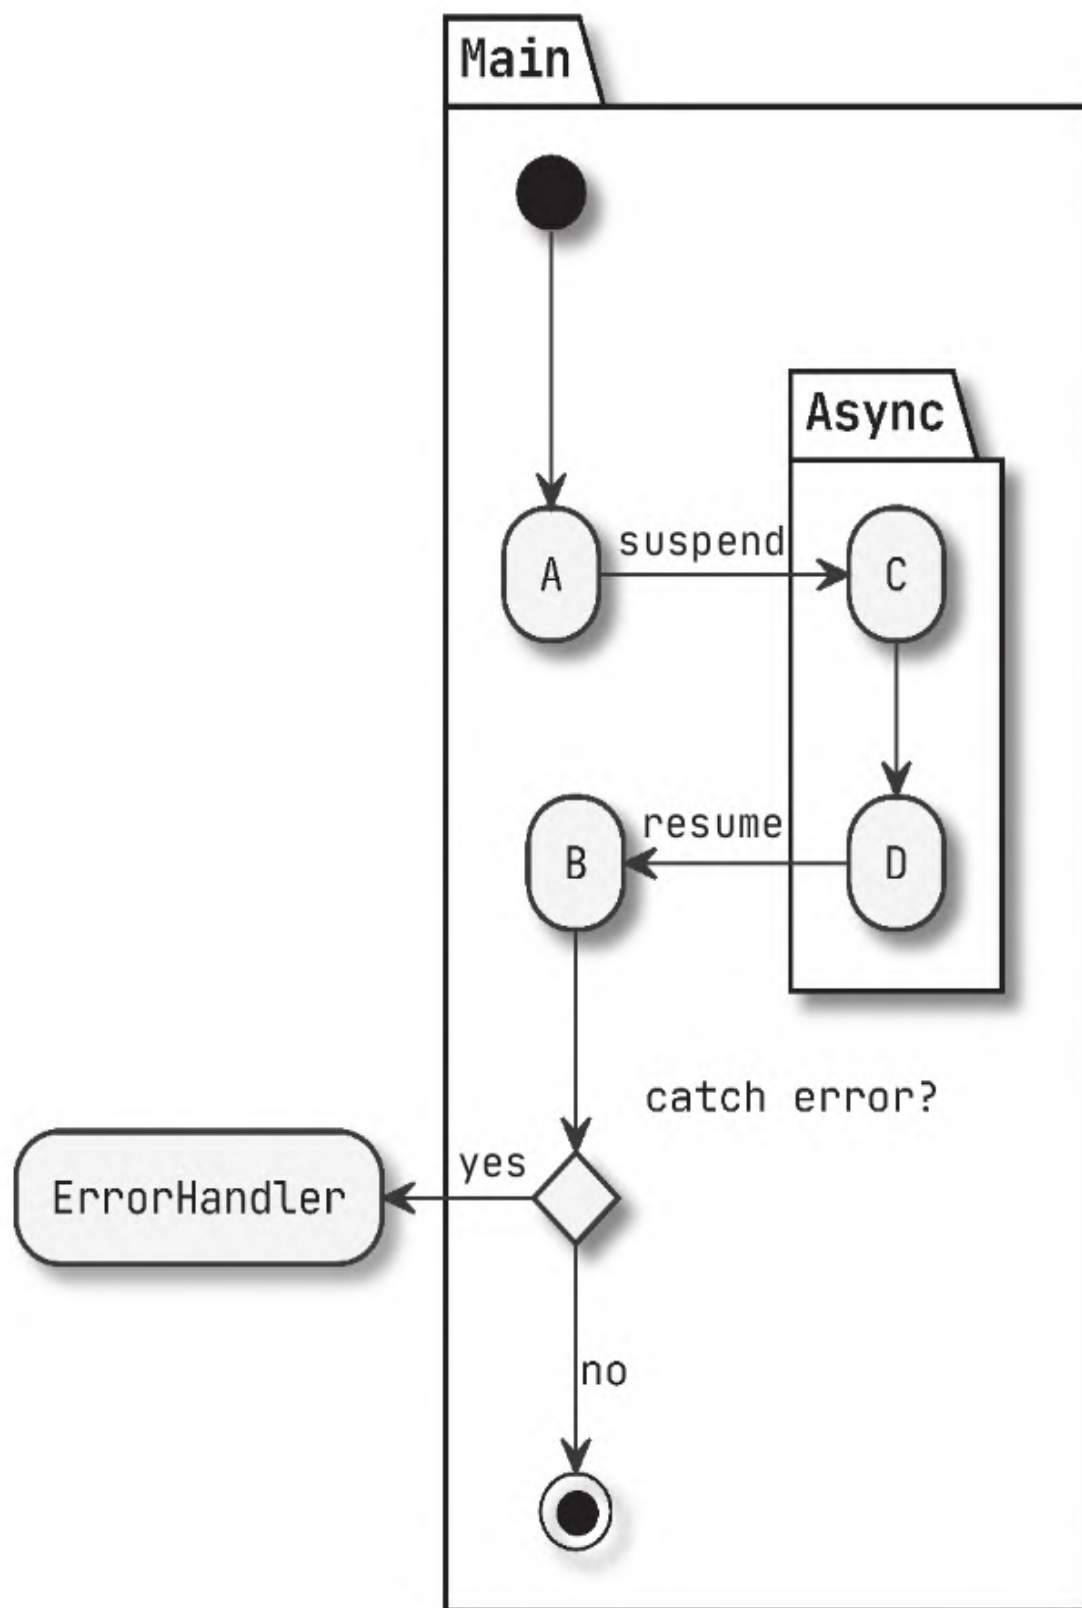 Main
Async
suspend
A
C
resume
B
D
catch error?
yes
ErrorHandler
no